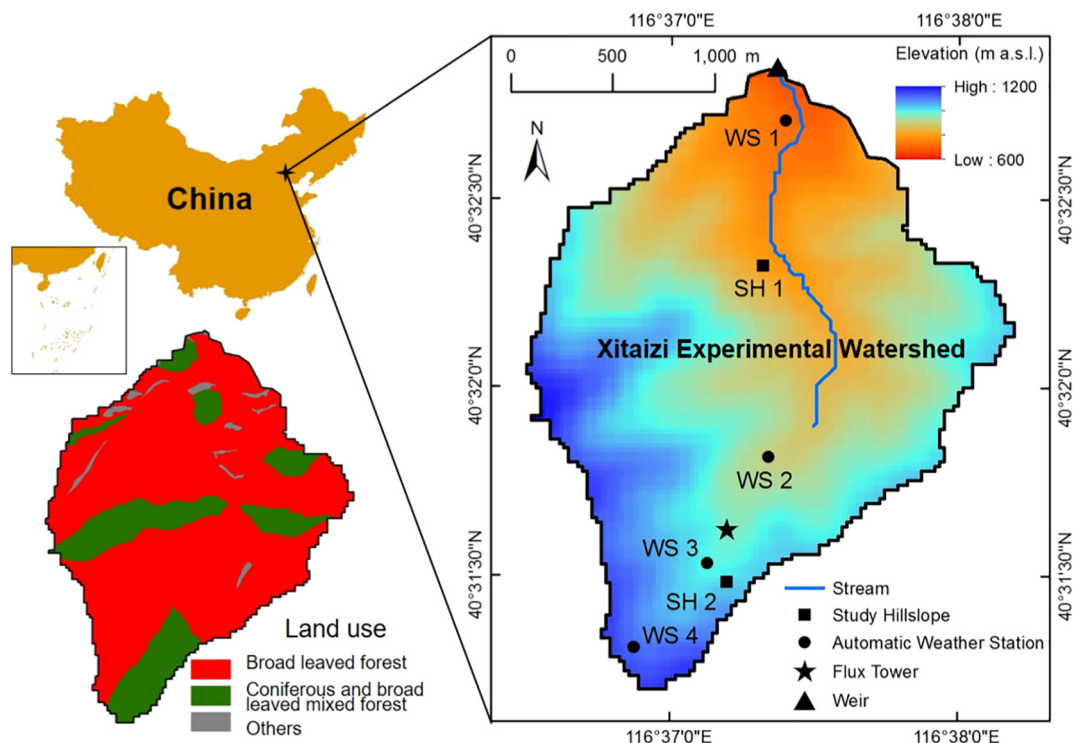 116°37'0"E
116°38'0"E
0
500
1,000 m
Elevation (m a.s.l.)
High : 1200
Low : 600
N
WS 1
China
40°32'30"N
40°32'30"N
SH 1
Xitaizi Experimental Watershed
40°32'0"N
40°32'0"N
WS 2
WS 3
40°31'30"N
40°31'30"N
SH 2
WS 4
Stream
Study Hillslope
Automatic Weather Station
Flux Tower
Weir
Land use
Broad leaved forest
Coniferous and broad
leaved mixed forest
Others
116°37'0"E
116°38'0"E